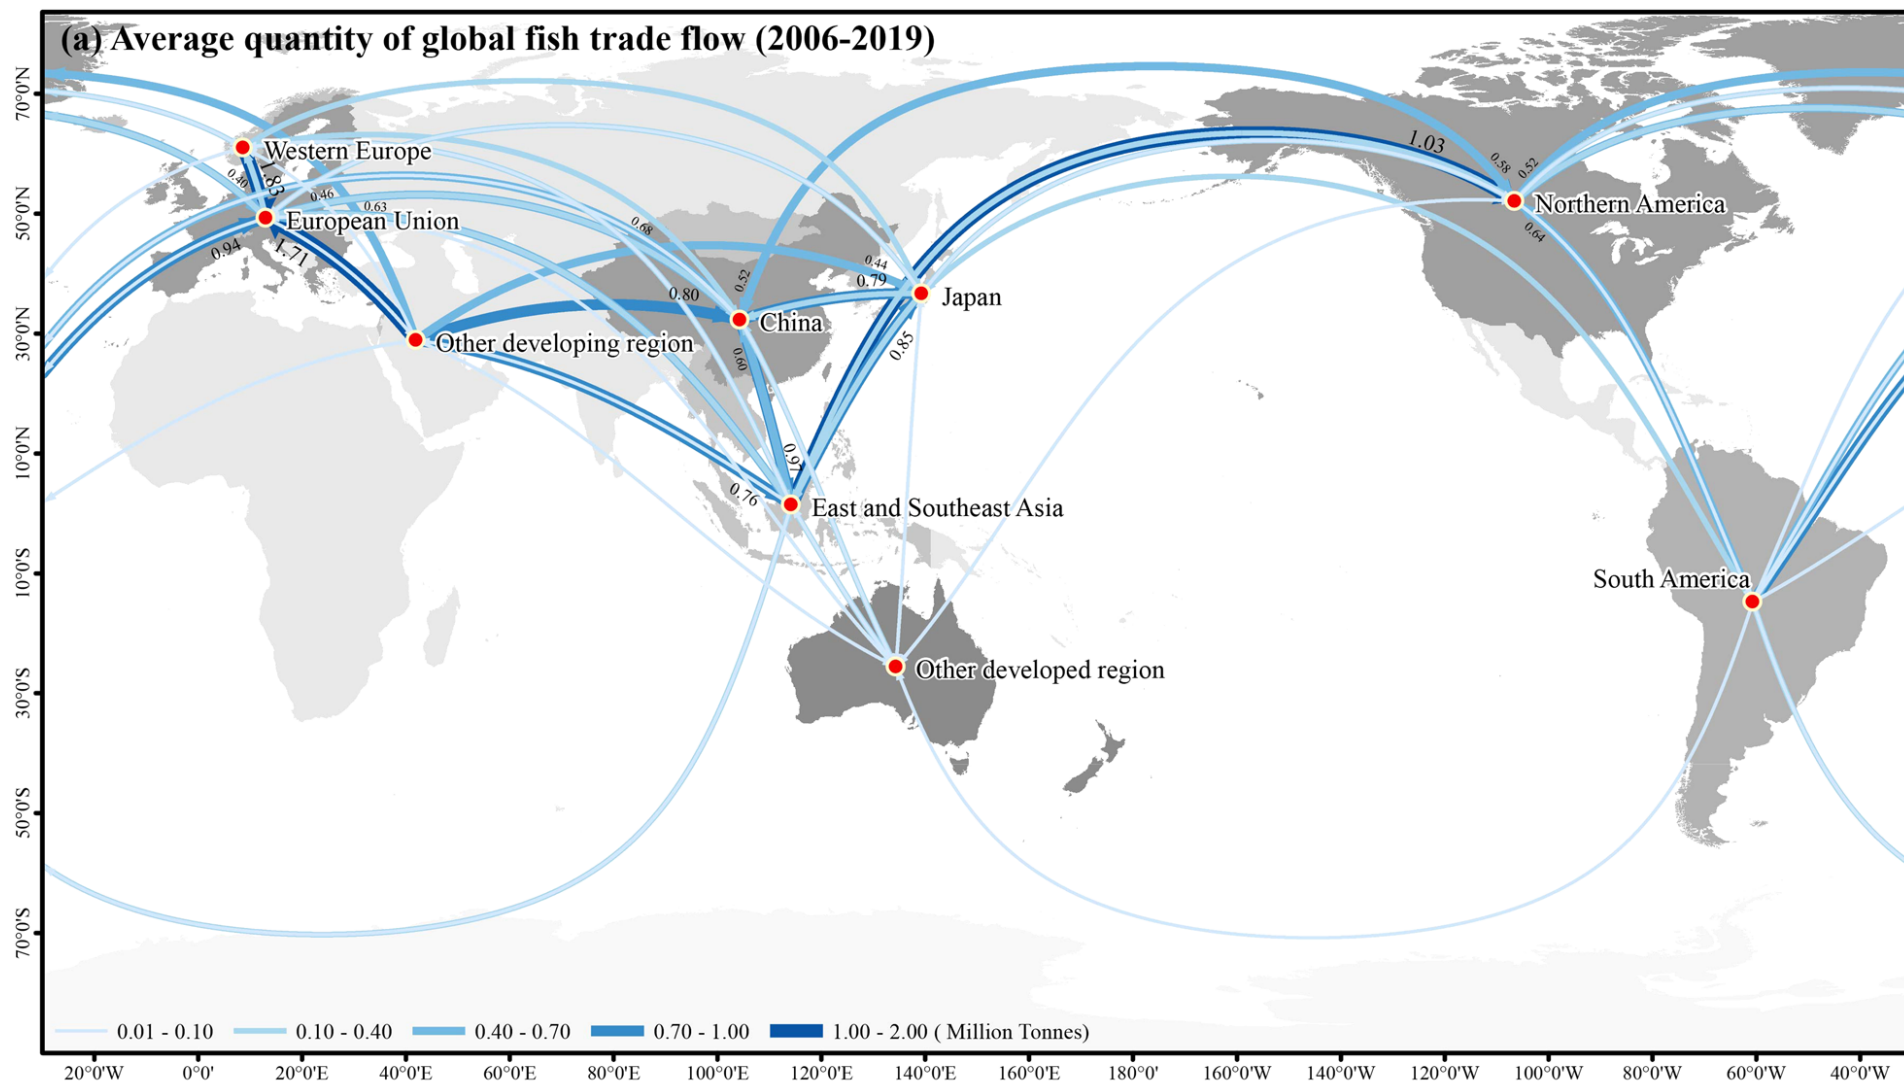 (a) Average quantity of global fish trade flow (2006-2019)
70°0'N
50°0'N
30°0'N
10°0'N
10°0'S
30°0'S
50°0'S
70°0'S
Western Europe
1.83
0.40
0.46
0.63
European Union
0.94
1.71
0.68
0.52
0.44
0.79
0.80
Japan
China
Other developing region
0.60
0.85
0.97
0.76
East and Southeast Asia
Other developed region
1.03
0.58
0.52
Northern America
0.64
South America
0.01 - 0.10
0.10 - 0.40
0.40 - 0.70
0.70 - 1.00
1.00 - 2.00 ( Million Tonnes)
20°0'W 0°0' 20°0'E 40°0'E 60°0'E 80°0'E 100°0'E 120°0'E 140°0'E 160°0'E 180°0' 160°0'W 140°0'W 120°0'W 100°0'W 80°0'W 60°0'W 40°0'W